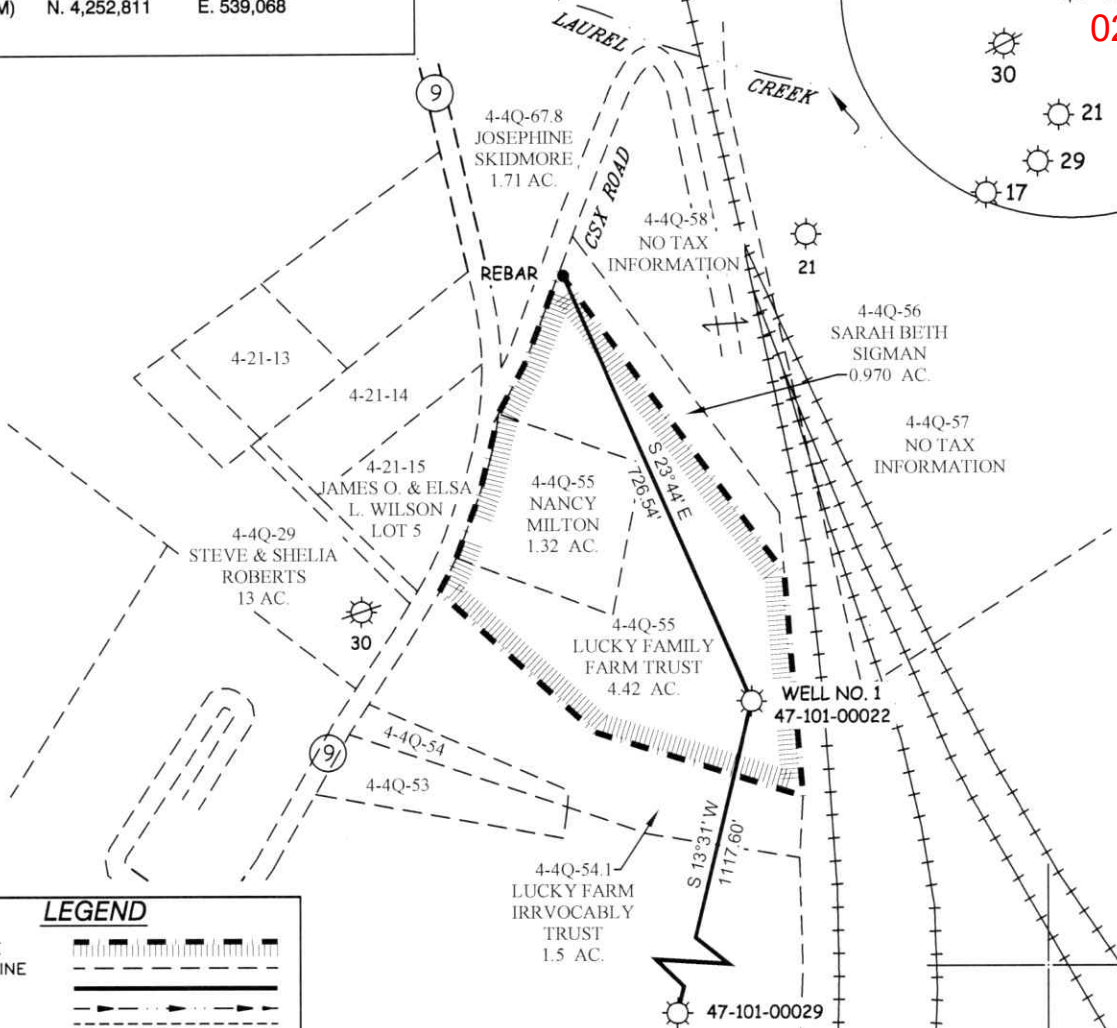 M) N. 4,252,811 E. 539,068
02
LAUREL
CREEK
30
21
29
17
9
4-4Q-67.8
JOSEPHINE
SKIDMORE
1.71 AC.
CSX ROAD
4-4Q-58
NO TAX
INFORMATION
21
REBAR
4-4Q-56
SARAH BETH
SIGMAN
0.970 AC.
4-21-13
4-21-14
4-4Q-57
NO TAX
INFORMATION
4-21-15
JAMES O. & ELSA
L. WILSON
LOT 5
4-4Q-55
NANCY
MILTON
1.32 AC.
S 23°44' E
726.54'
4-4Q-29
STEVE & SHELIA
ROBERTS
13 AC.
30
4-4Q-55
LUCKY FAMILY
FARM TRUST
4.42 AC.
WELL NO. 1
47-101-00022
9
4-4Q-54
4-4Q-53
S 13°31' W
1117.60'
4-4Q-54.1
LUCKY FARM
IRRVOCABLY
TRUST
1.5 AC.
LEGEND
INE
47-101-00029